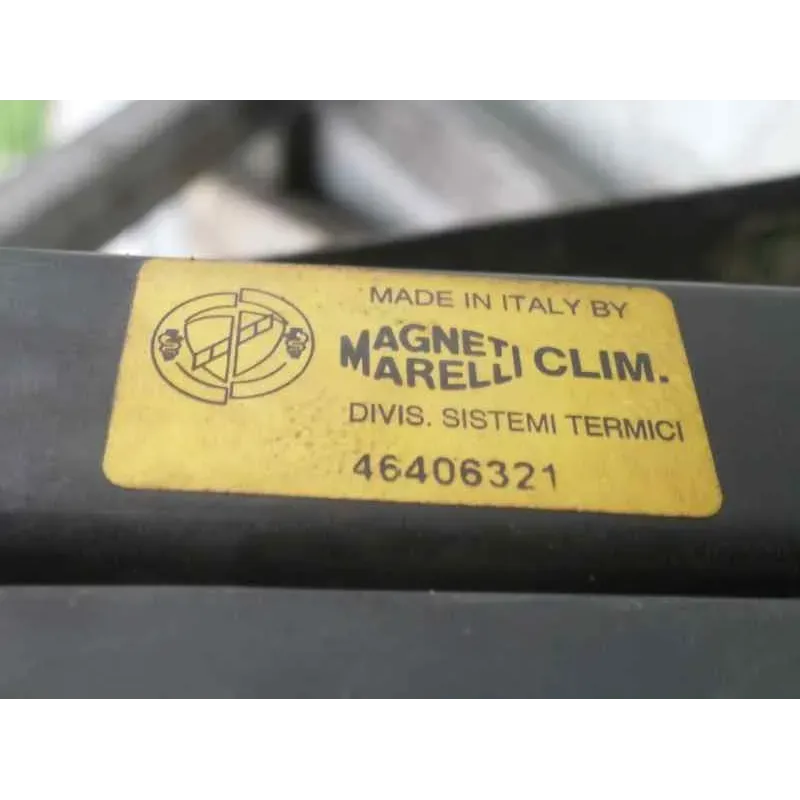 MADE IN ITALY BY
MAGNETI MARELLI CLIM.
DIVIS. SISTEMI TERMICI
46406321